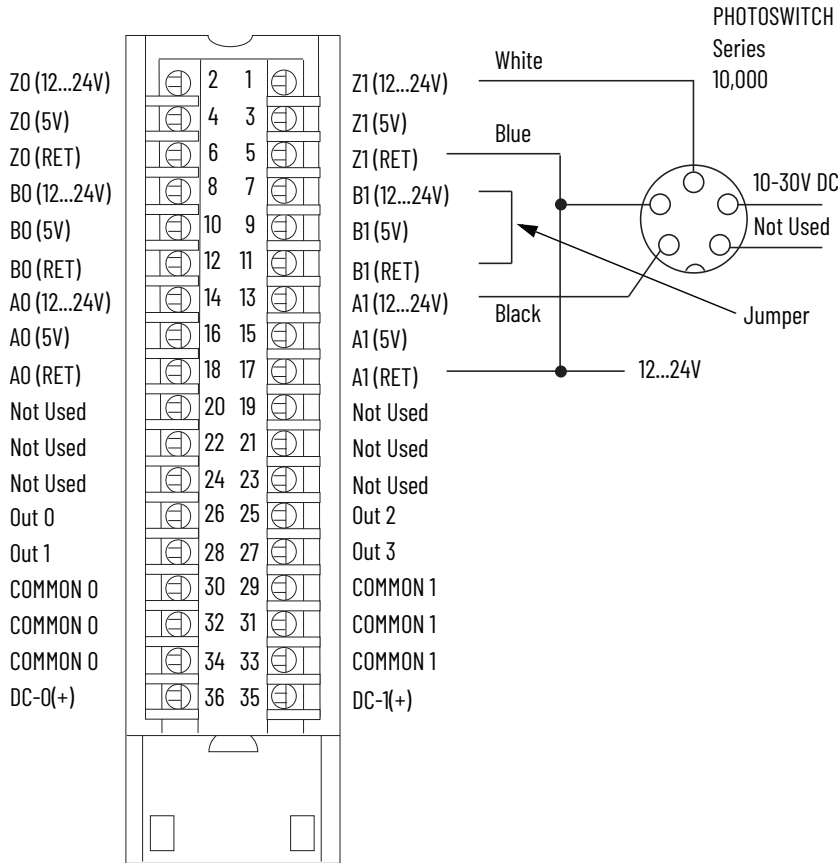 PHOTOSWITCH
Series
10,000
Z0 (12...24V) 2 1 Z1 (12...24V) White
Z0 (5V) 4 3 Z1 (5V)
Z0 (RET) 6 5 Z1 (RET) Blue
B0 (12...24V) 8 7 B1 (12...24V) 10-30V DC
B0 (5V) 10 9 B1 (5V) Not Used
B0 (RET) 12 11 B1 (RET)
A0 (12...24V) 14 13 A1 (12...24V) Black Jumper
A0 (5V) 16 15 A1 (5V)
A0 (RET) 18 17 A1 (RET) 12...24V
Not Used 20 19 Not Used
Not Used 22 21 Not Used
Not Used 24 23 Not Used
Out 0 26 25 Out 2
Out 1 28 27 Out 3
COMMON 0 30 29 COMMON 1
COMMON 0 32 31 COMMON 1
COMMON 0 34 33 COMMON 1
DC-0(+) 36 35 DC-1(+)